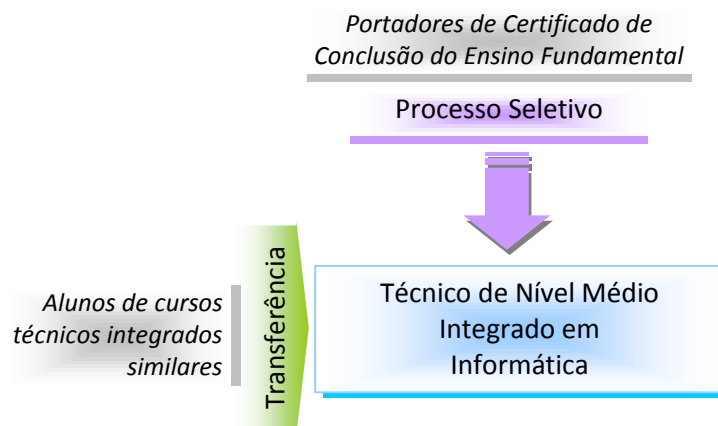 Portadores de Certificado de
Conclusão do Ensino Fundamental
Processo Seletivo
Alunos de cursos
técnicos integrados
similares
Transferência
Técnico de Nível Médio
Integrado em
Informática